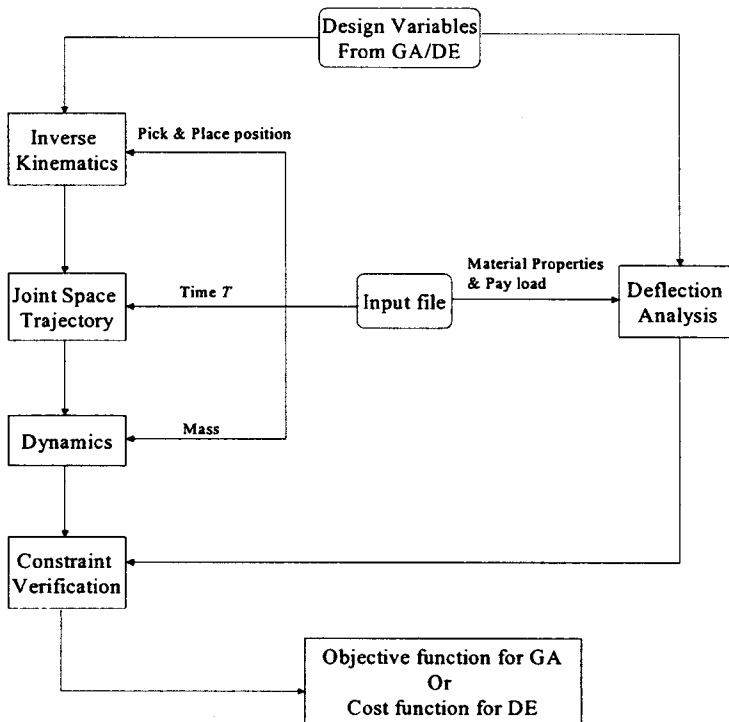 Design Variables
From GA/DE
Inverse
Kinematics
Pick & Place position
Material Properties
& Pay load
Joint Space
Trajectory
Time T
Input file
Deflection
Analysis
Dynamics
Mass
Constraint
Verification
Objective function for GA
Or
Cost function for DE